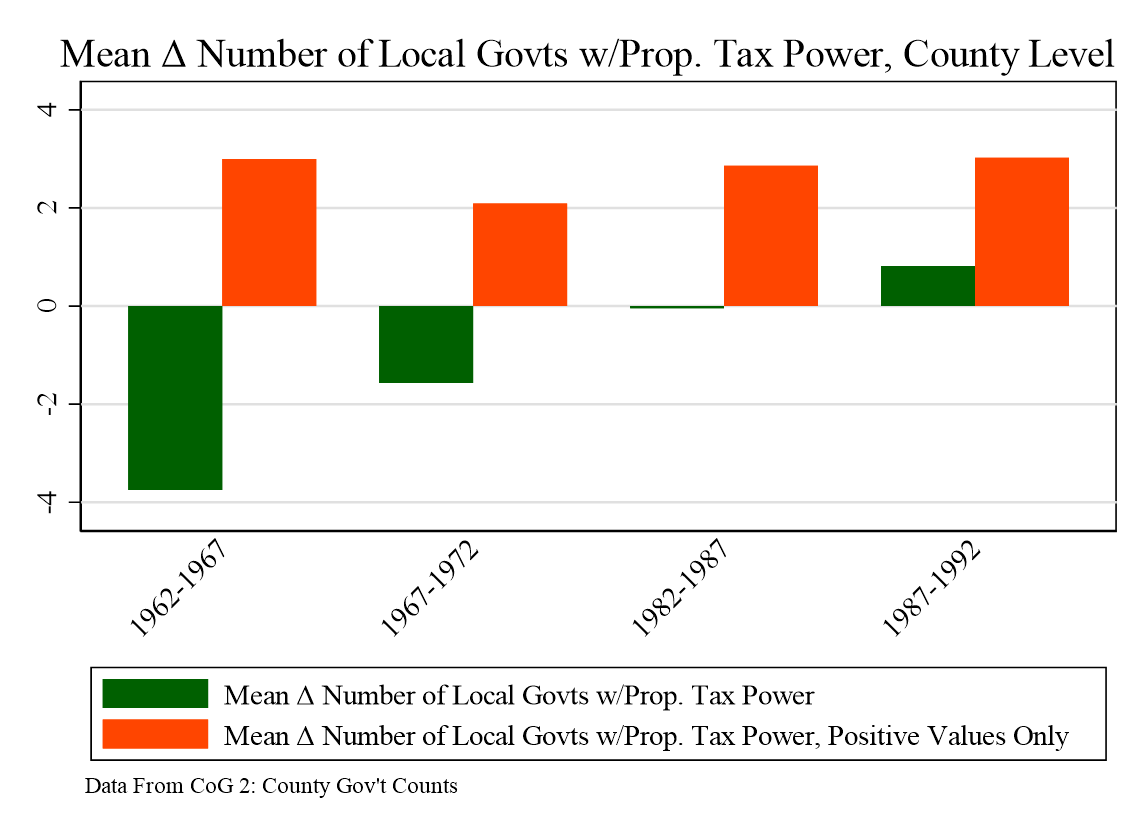 Mean Δ Number of Local Govts w/Prop. Tax Power, County Level
4
2
0
-2
-4
1962-1967
1967-1972
1982-1987
1987-1992
Mean Δ Number of Local Govts w/Prop. Tax Power
Mean Δ Number of Local Govts w/Prop. Tax Power, Positive Values Only
Data From CoG 2: County Gov't Counts